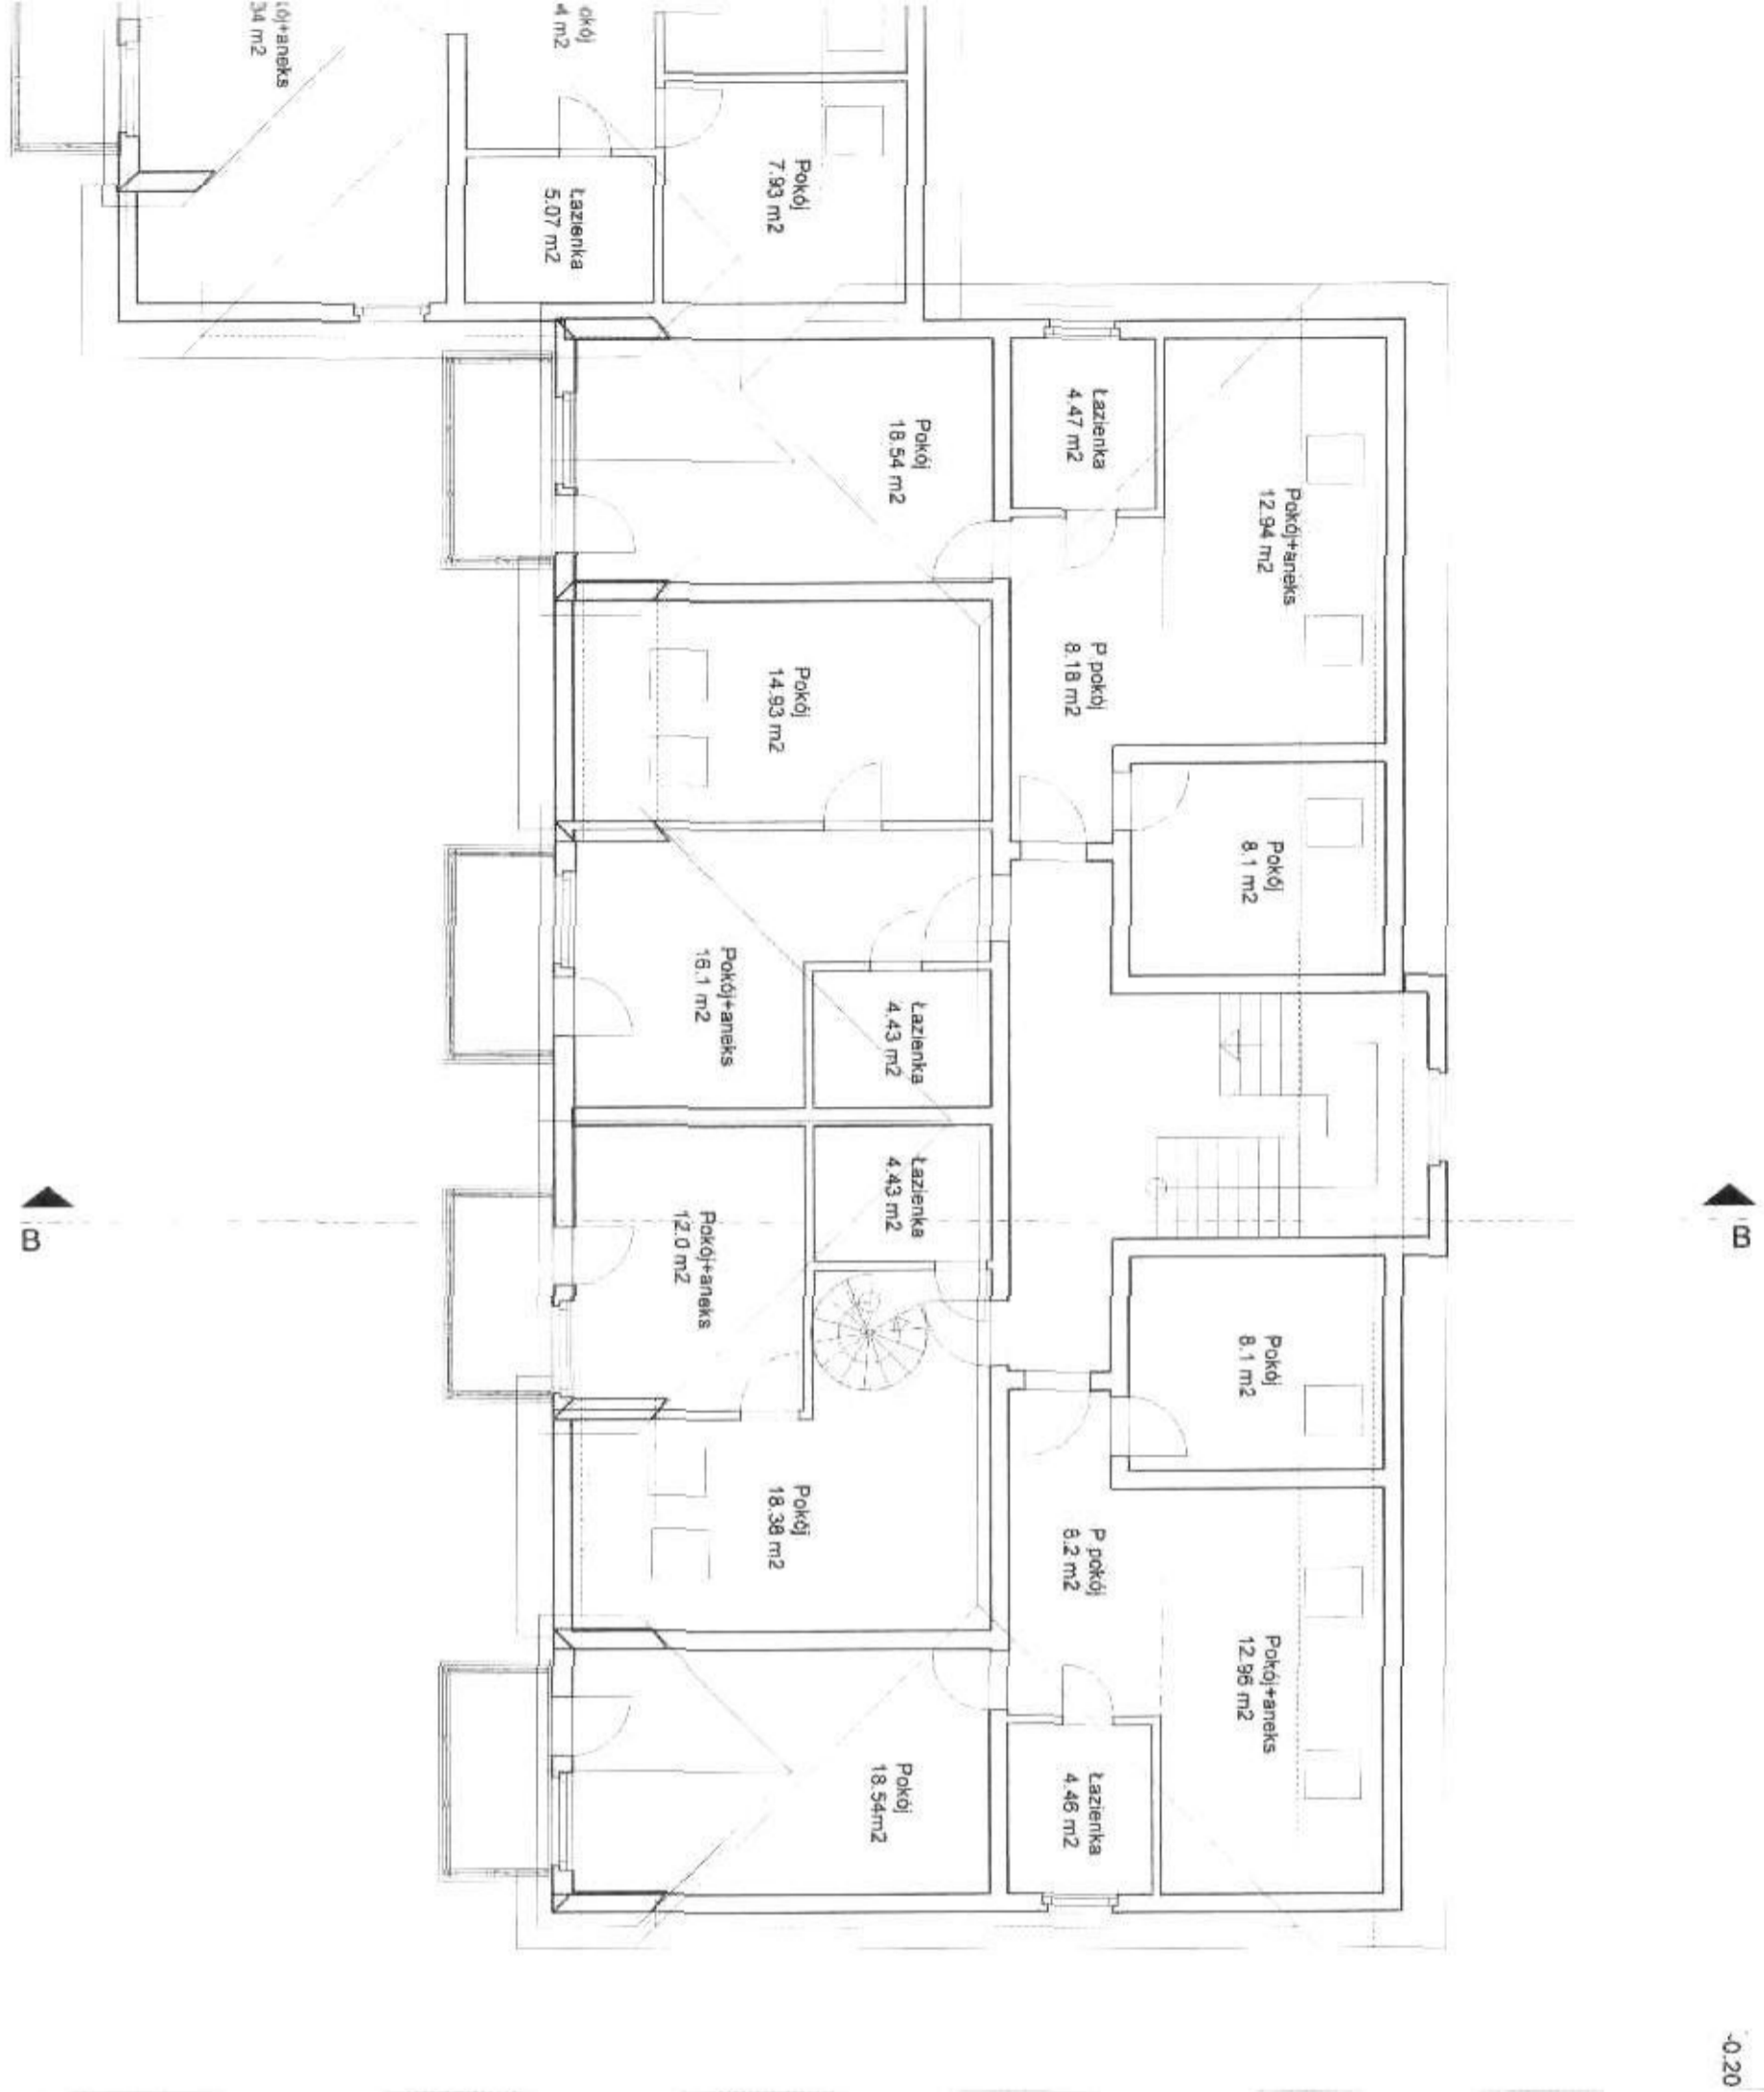 34 m2
4 m2
Pokój
7.93 m2
Łazienka
5.07 m2
Pokój
18.54 m2
Łazienka
4.47 m2
Pokój+aneks
12.94 m2
P.pokój
8.18 m2
Pokój
14.93 m2
Pokój
8.1 m2
Pokój+aneks
16.1 m2
Łazienka
4.43 m2
Łazienka
4.43 m2
Pokój+aneks
12.0 m2
B
B
Pokój
8.1 m2
Pokój
18.38 m2
P.pokój
8.2 m2
Pokój+aneks
12.96 m2
Pokój
18.54m2
Łazienka
4.46 m2
-0.20